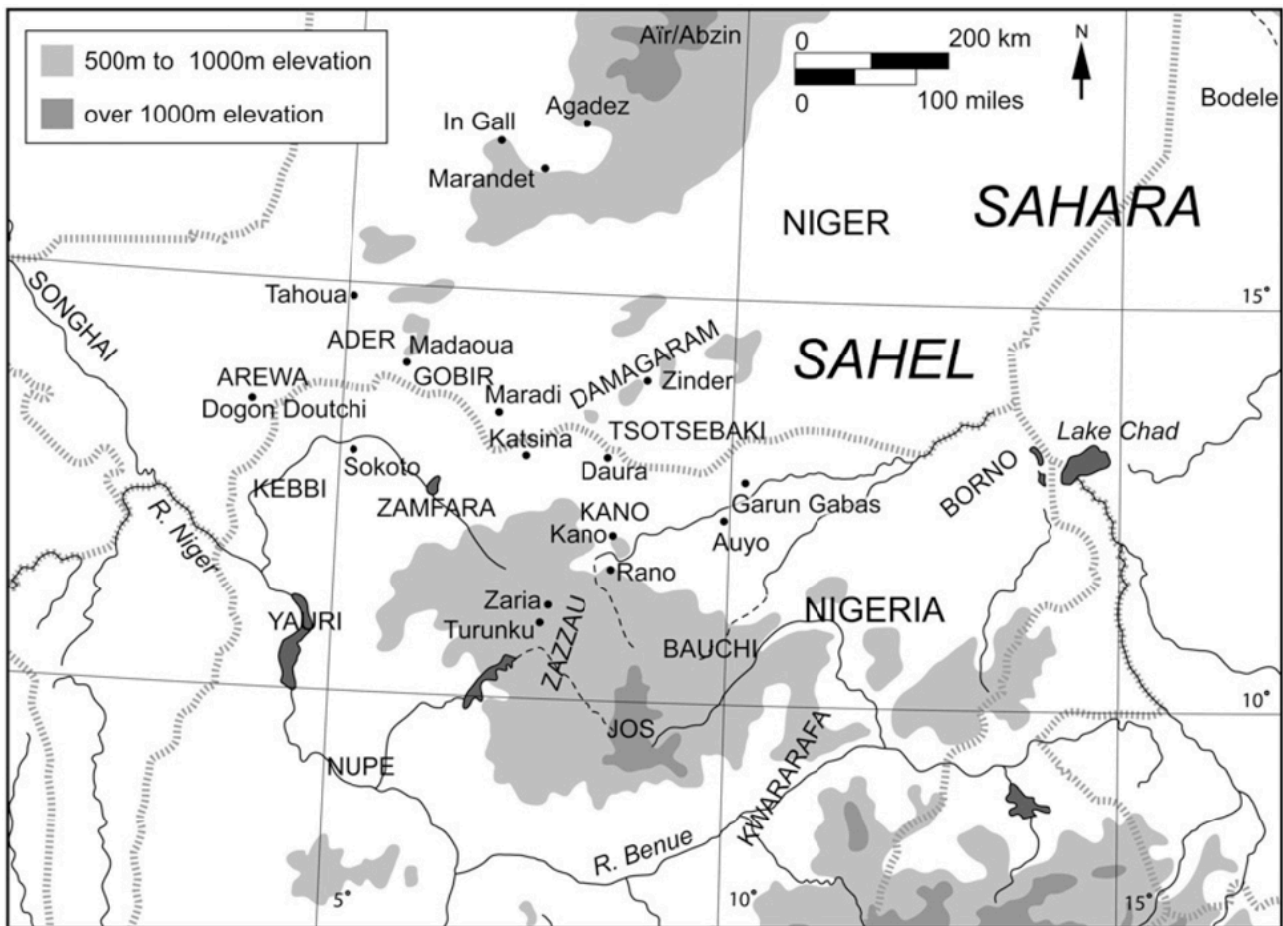 500m to 1000m elevation
over 1000m elevation
Aïr/Abzin
0
200 km
0
100 miles
N
Bodele
In Gall
Agadez
Marandet
NIGER
SAHARA
SONGHAI
Tahoua
15°
ADER
Madaoua
GOBIR
AREWA
Dogon Doutchi
Maradi
DAMAGARAM
Zinder
SAHEL
Katsina
TSOTSEBAKI
Daura
Lake Chad
Sokoto
KEBBI
ZAMFARA
BORNO
R. Niger
KANO
Kano
Garun Gabas
Auyo
Rano
YAURI
Zaria
Turunku
ZAZZAU
NIGERIA
BAUCHI
10°
JOS
NUPE
KWARARAFA
R. Benue
5°
10°
15°